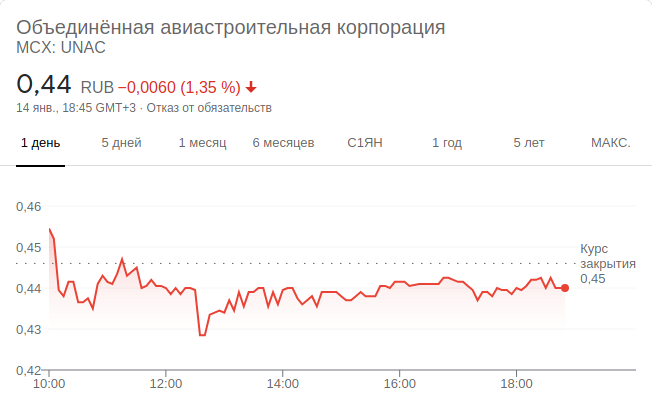 Объединённая авиастроительная корпорация
MCX: UNAC
0,44 RUB −0,0060 (1,35 %)
14 янв., 18:45 GMT+3 · Отказ от обязательств
1 день 5 дней 1 месяц 6 месяцев С1ЯН 1 год 5 лет МАКС.
0,46
0,45
0,44
0,43
0,42
Курс
закрытия
0,45
10:00 12:00 14:00 16:00 18:00